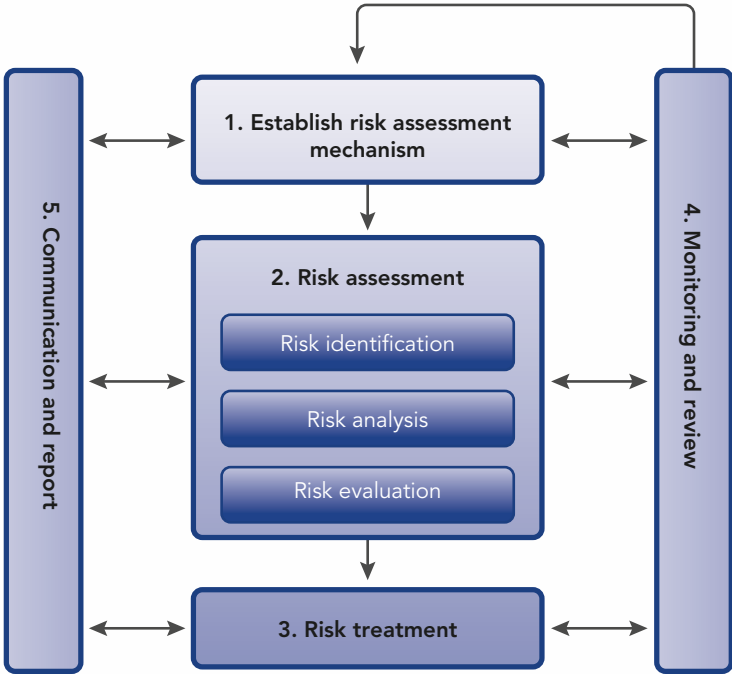 1. Establish risk assessment
mechanism
2. Risk assessment
Risk identification
Risk analysis
Risk evaluation
3. Risk treatment
4. Monitoring and review
5. Communication and report